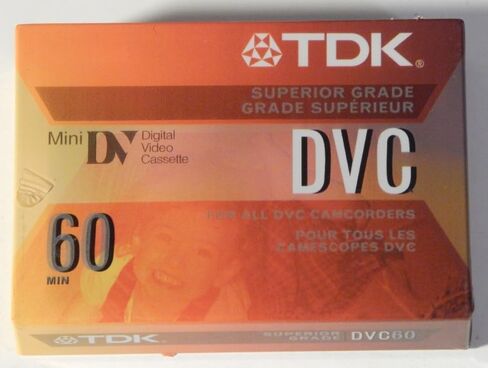 TDK®
SUPERIOR GRADE
GRADE SUPÉRIEUR
Mini DV Digital
Video
Cassette
DVC
60
MIN
FOR ALL DVC CAMCORDERS
POUR TOUS LES
CAMESCOPES DVC
TDK
SUPERIOR
GRADE
DVC60